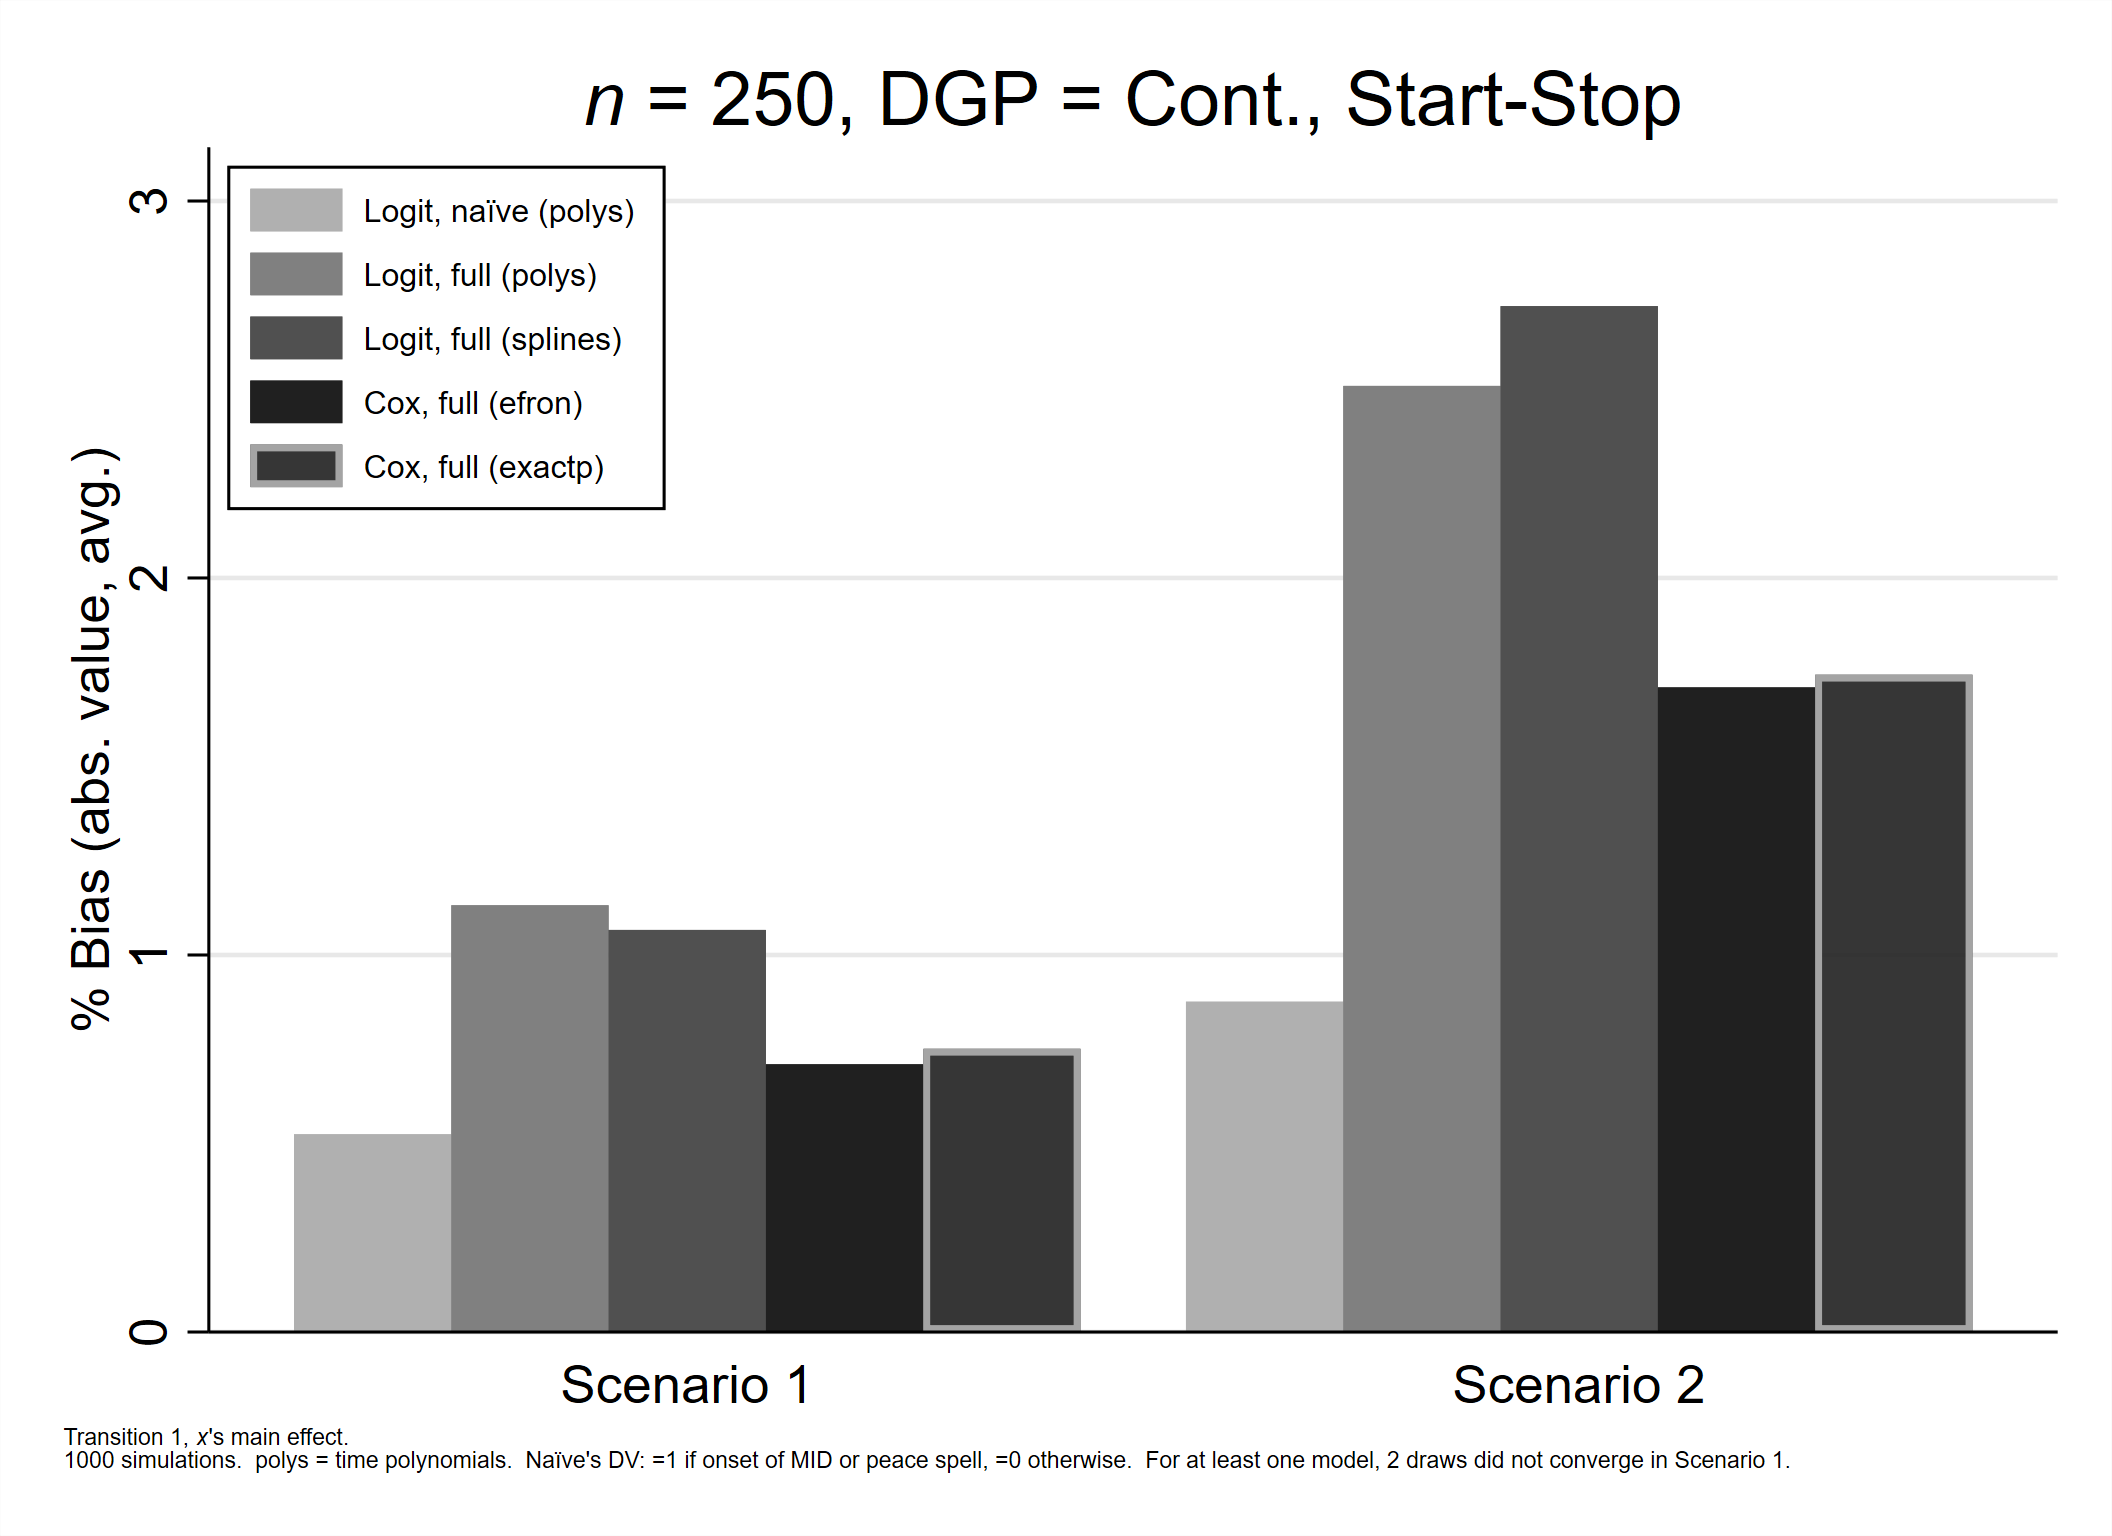 n = 250, DGP = Cont., Start-Stop
Logit, naïve (polys)
Logit, full (polys)
Logit, full (splines)
Cox, full (efron)
Cox, full (exactp)
% Bias (abs. value, avg.)
3
2
1
0
Scenario 1
Scenario 2
Transition 1, x's main effect.
1000 simulations.  polys = time polynomials.  Naïve's DV: =1 if onset of MID or peace spell, =0 otherwise.  For at least one model, 2 draws did not converge in Scenario 1.